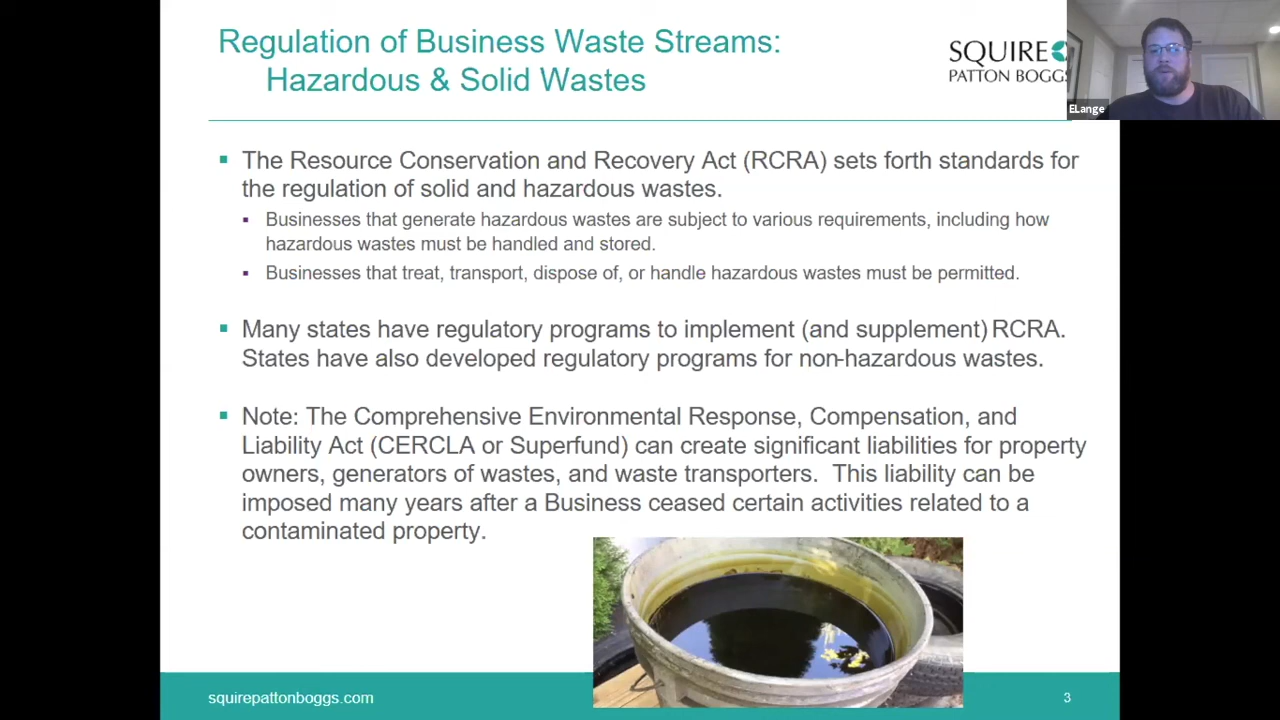 Regulation of Business Waste Streams:
Hazardous & Solid Wastes
SQUIRE
PATTON BOGGS
ELange
▪ The Resource Conservation and Recovery Act (RCRA) sets forth standards for
the regulation of solid and hazardous wastes.
▪ Businesses that generate hazardous wastes are subject to various requirements, including how
hazardous wastes must be handled and stored.
▪ Businesses that treat, transport, dispose of, or handle hazardous wastes must be permitted.
▪ Many states have regulatory programs to implement (and supplement) RCRA.
States have also developed regulatory programs for non-hazardous wastes.
▪ Note: The Comprehensive Environmental Response, Compensation, and
Liability Act (CERCLA or Superfund) can create significant liabilities for property
owners, generators of wastes, and waste transporters. This liability can be
imposed many years after a Business ceased certain activities related to a
contaminated property.
squirepattonboggs.com
3